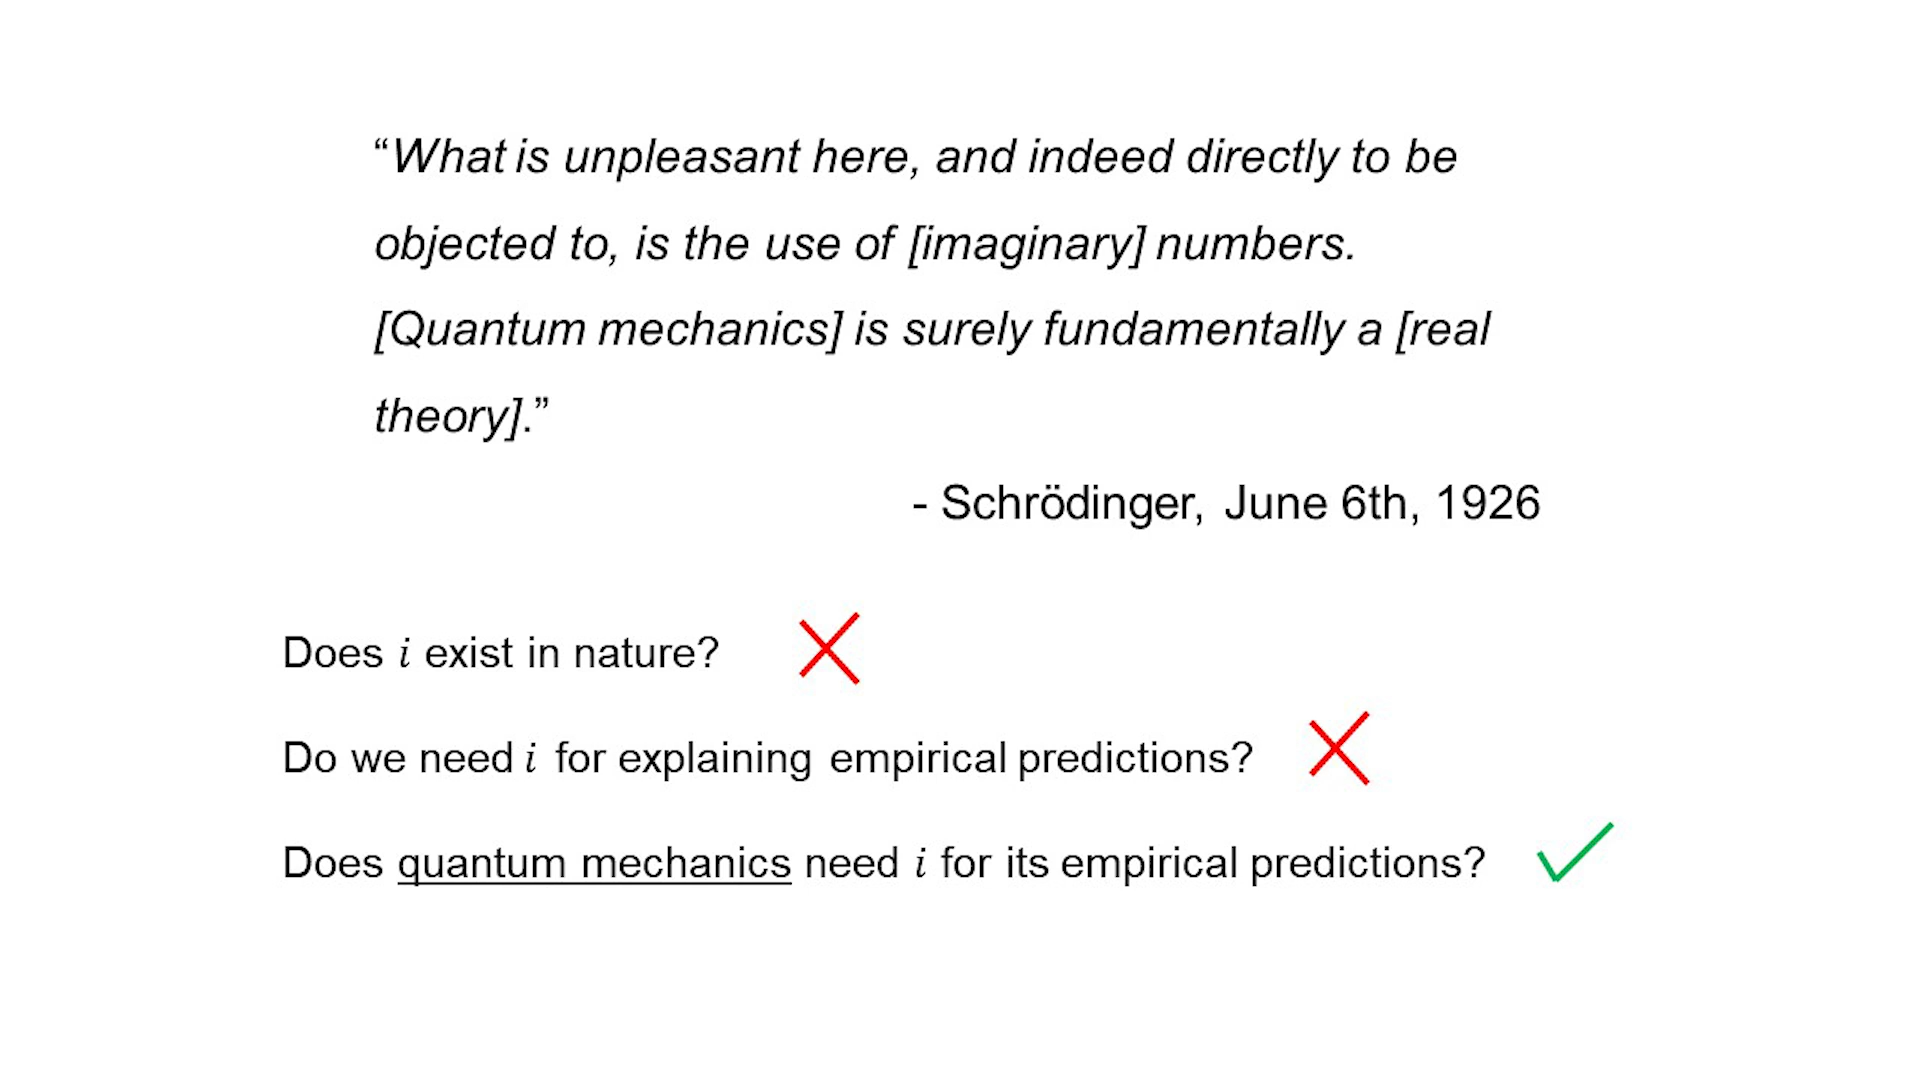 “What is unpleasant here, and indeed directly to be
objected to, is the use of [imaginary] numbers.
[Quantum mechanics] is surely fundamentally a [real
theory].”
- Schrödinger, June 6th, 1926
Does i exist in nature?
Do we need i for explaining empirical predictions?
Does quantum mechanics need i for its empirical predictions?